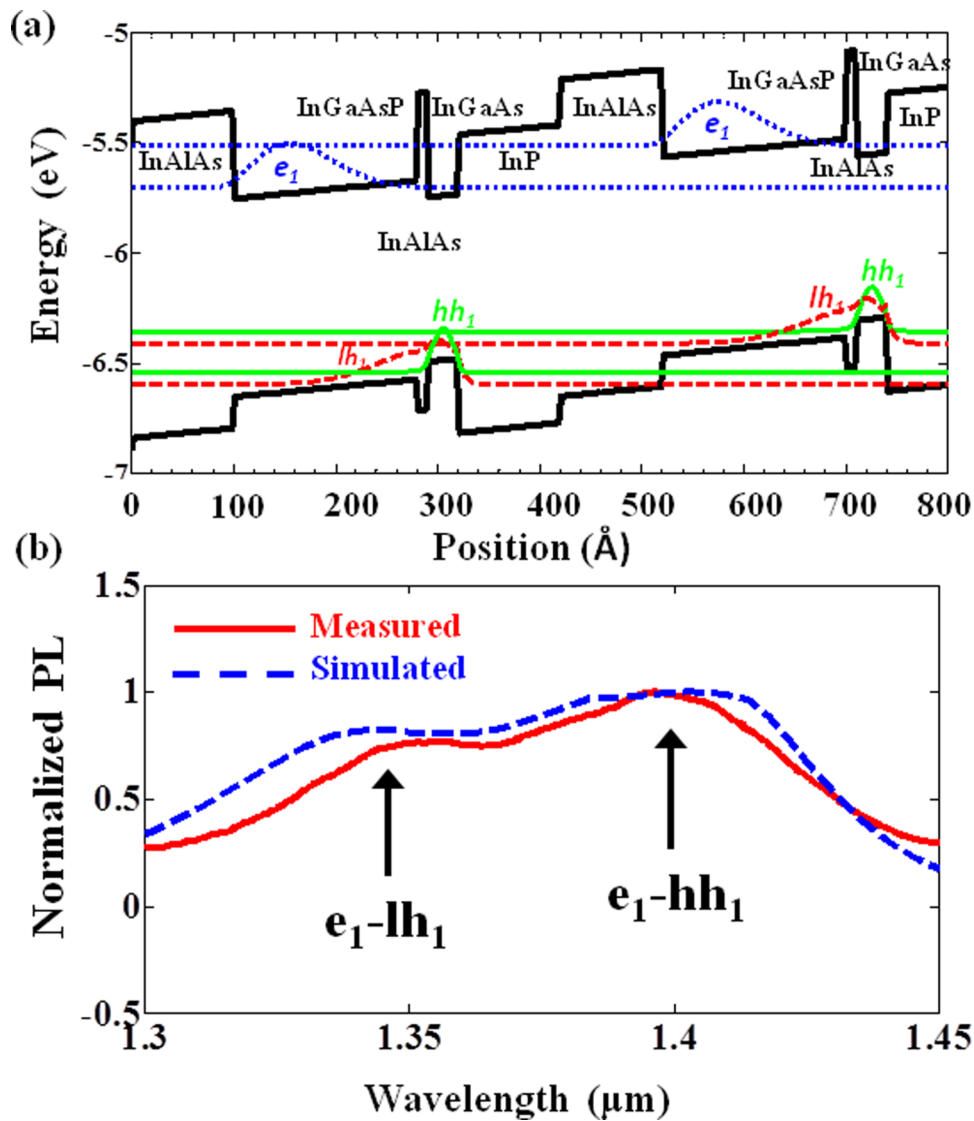 (a)
-5
-5.5
-6
-6.5
-7
Energy (eV)
InGaAsP
InGaAs
InAlAs
InP
InAlAs
InGaAsP
InGaAs
InAlAs
InP
InAlAs
e1
e1
lh1
hh1
lh1
hh1
0 100 200 300 400 500 600 700 800
Position (Å)
(b)
1.5
1
0.5
0
-0.5
Normalized PL
Measured
Simulated
e1-lh1
e1-hh1
1.3 1.35 1.4 1.45
Wavelength (µm)